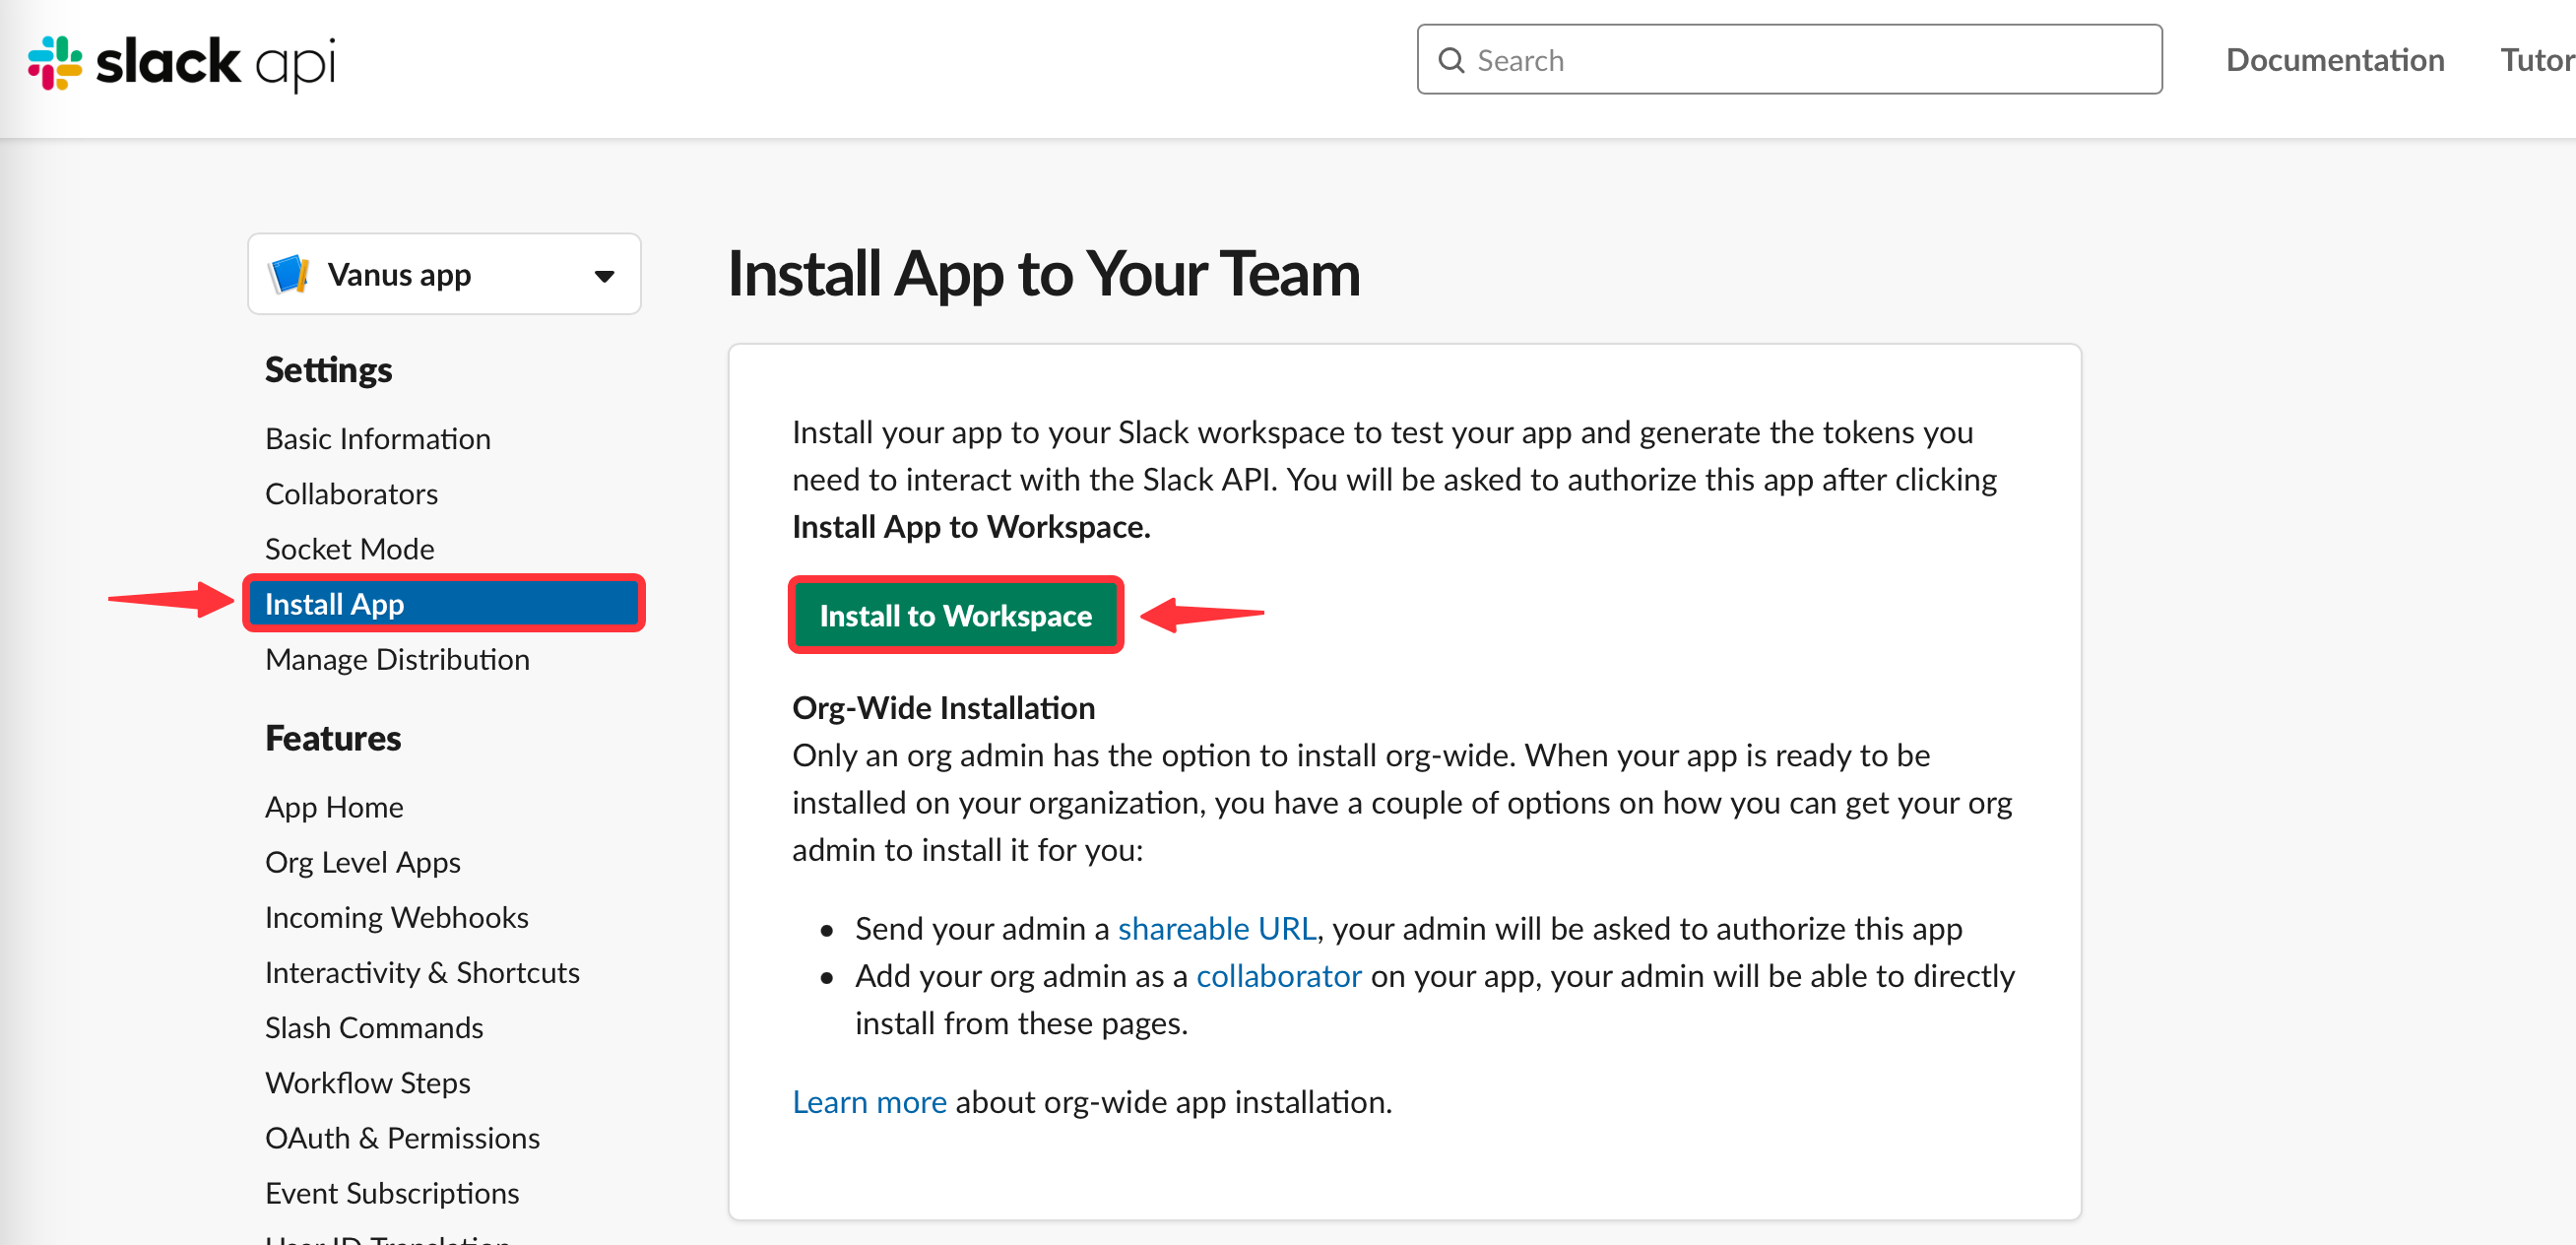 slack api
Search
Documentation
Tutor
Vanus app
Install App to Your Team
Settings
Basic Information
Collaborators
Socket Mode
Install App
Manage Distribution
Features
App Home
Org Level Apps
Incoming Webhooks
Interactivity & Shortcuts
Slash Commands
Workflow Steps
OAuth & Permissions
Event Subscriptions
User ID Translation
Install your app to your Slack workspace to test your app and generate the tokens you
need to interact with the Slack API. You will be asked to authorize this app after clicking
Install App to Workspace.
Install to Workspace
Org-Wide Installation
Only an org admin has the option to install org-wide. When your app is ready to be
installed on your organization, you have a couple of options on how you can get your org
admin to install it for you:
• Send your admin a shareable URL, your admin will be asked to authorize this app
• Add your org admin as a collaborator on your app, your admin will be able to directly
install from these pages.
Learn more about org-wide app installation.